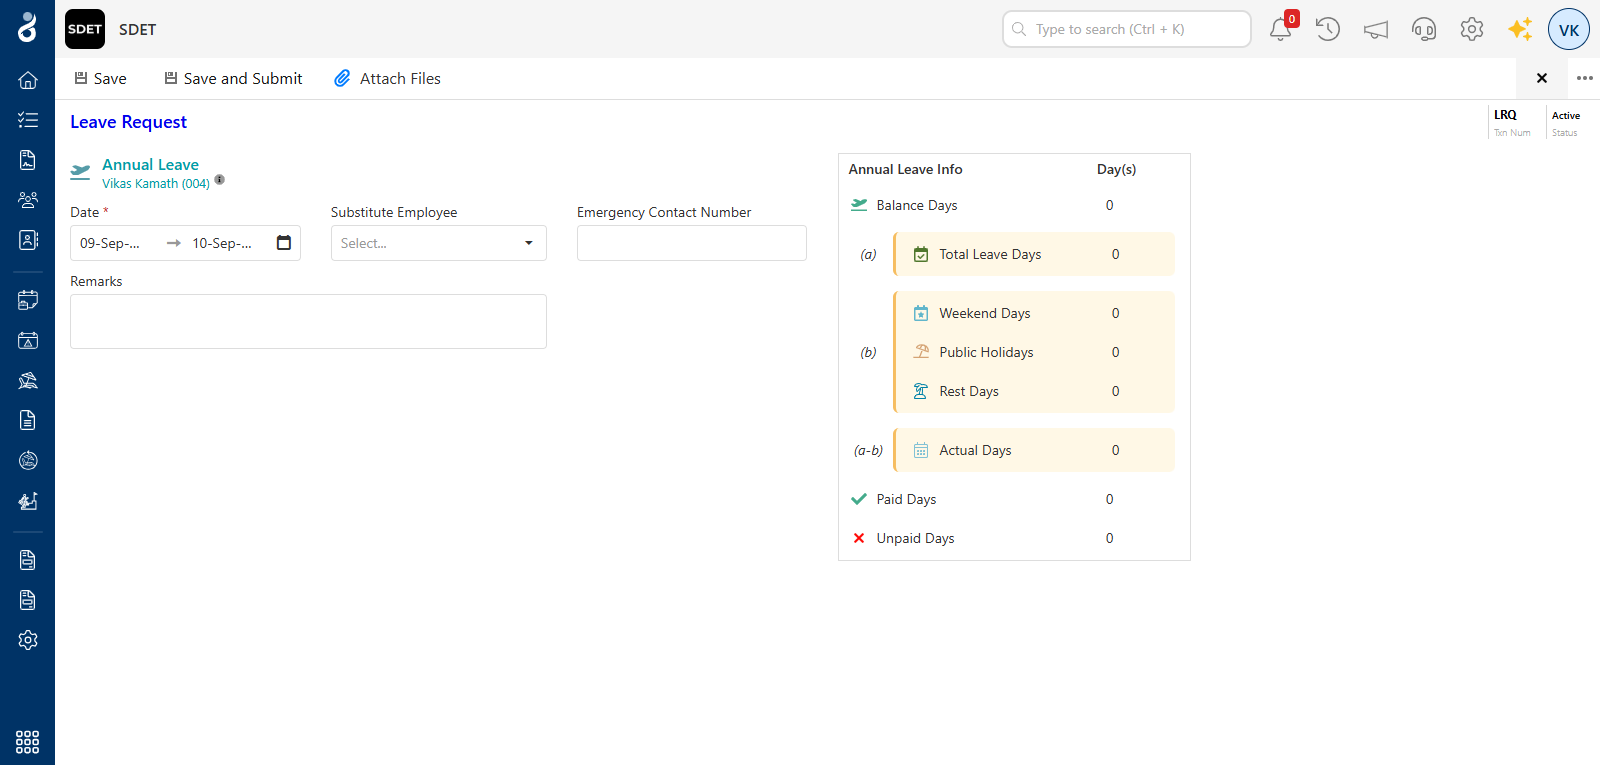 SDET SDET Type to search (Ctrl + K) 0 VK
Save Save and Submit Attach Files
Leave Request LRQ Active
Txn Num Status
Annual Leave
Vikas Kamath (004)
Date * Substitute Employee Emergency Contact Number
09-Sep-... 10-Sep-... Select...
Remarks
Annual Leave Info Day(s)
Balance Days 0
(a) Total Leave Days 0
Weekend Days 0
(b) Public Holidays 0
Rest Days 0
(a-b) Actual Days 0
Paid Days 0
Unpaid Days 0